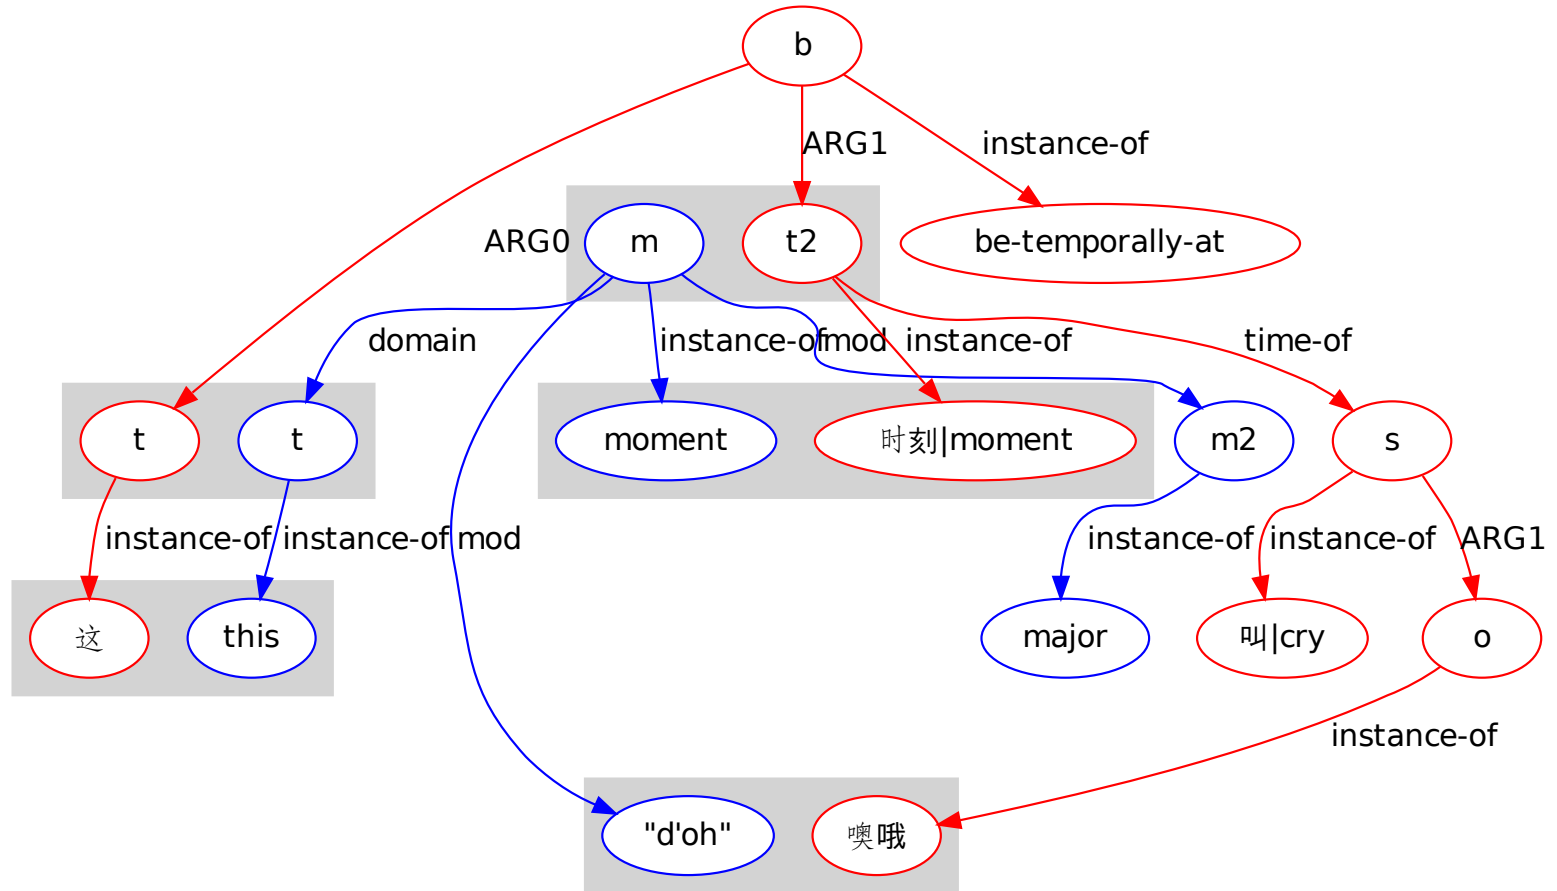 b
ARG1 instance-of
ARG0 m t2 be-temporally-at
domain instance-of mod instance-of time-of
t t moment 时刻|moment m2 s
instance-of instance-of mod instance-of instance-of ARG1
这 this major 叫|cry o
instance-of
"d'oh" 噢哦